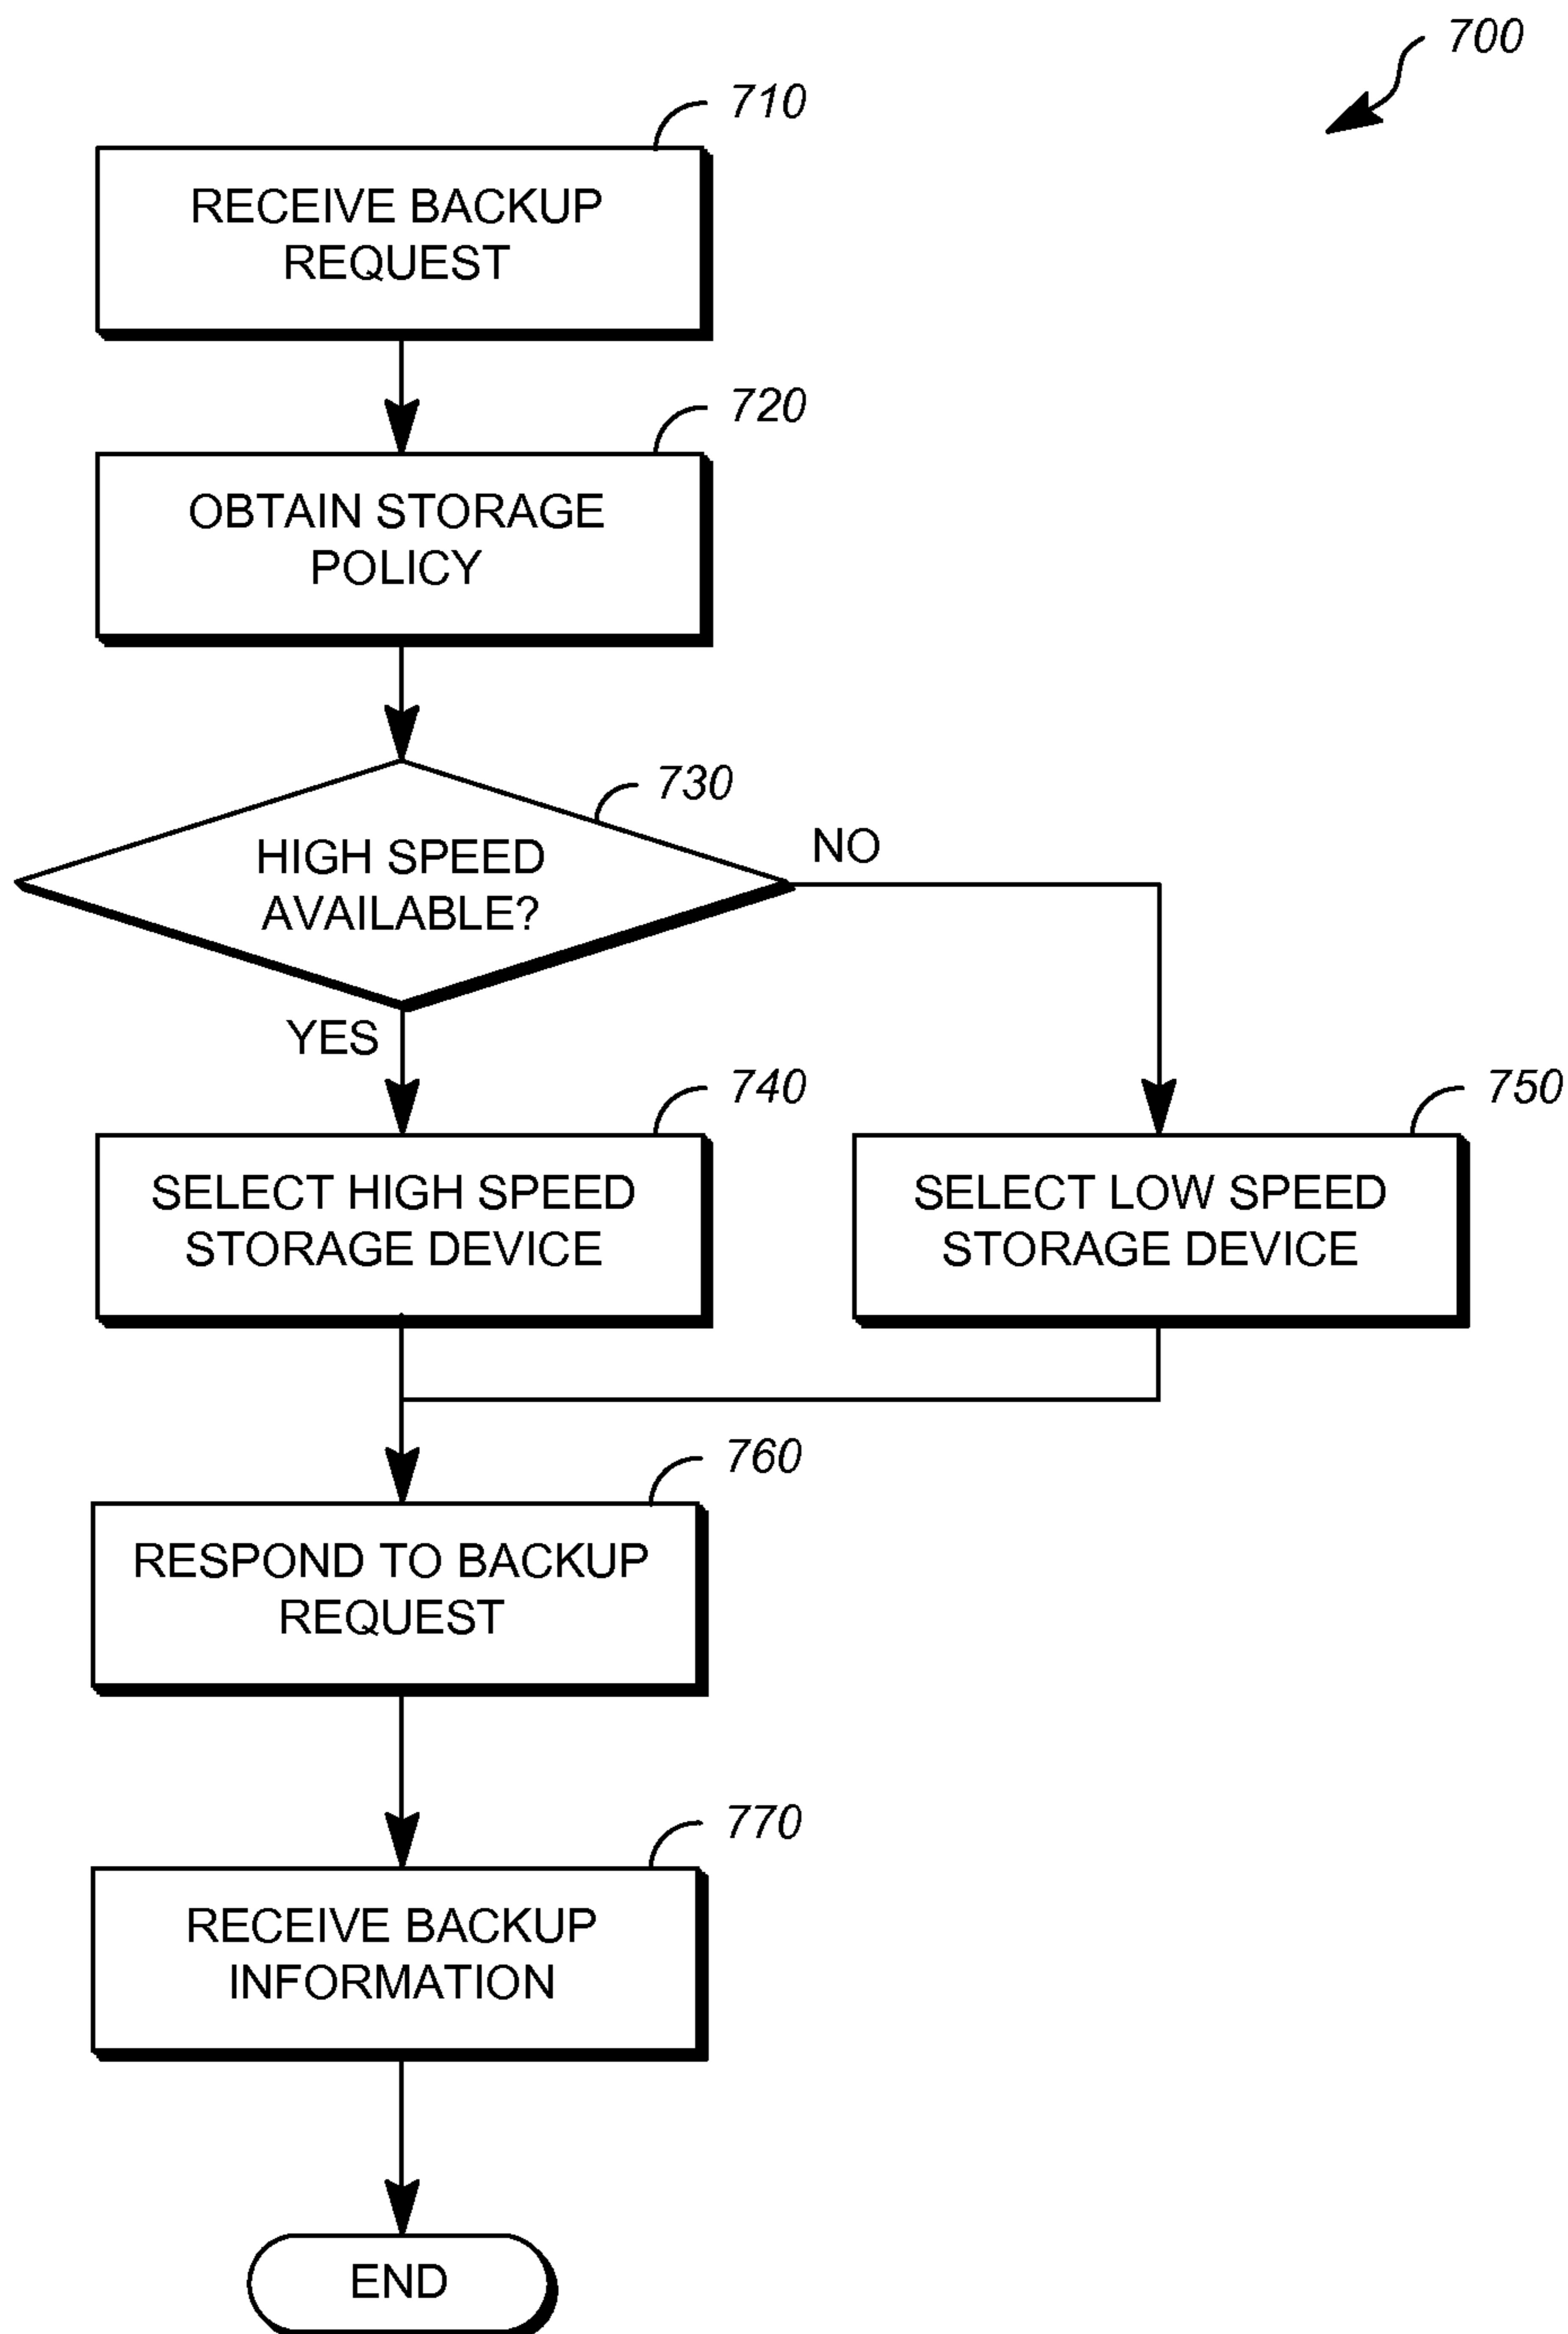 700
710
RECEIVE BACKUP
REQUEST
720
OBTAIN STORAGE
POLICY
730
HIGH SPEED
AVAILABLE?
NO
YES
740
SELECT HIGH SPEED
STORAGE DEVICE
750
SELECT LOW SPEED
STORAGE DEVICE
760
RESPOND TO BACKUP
REQUEST
770
RECEIVE BACKUP
INFORMATION
END